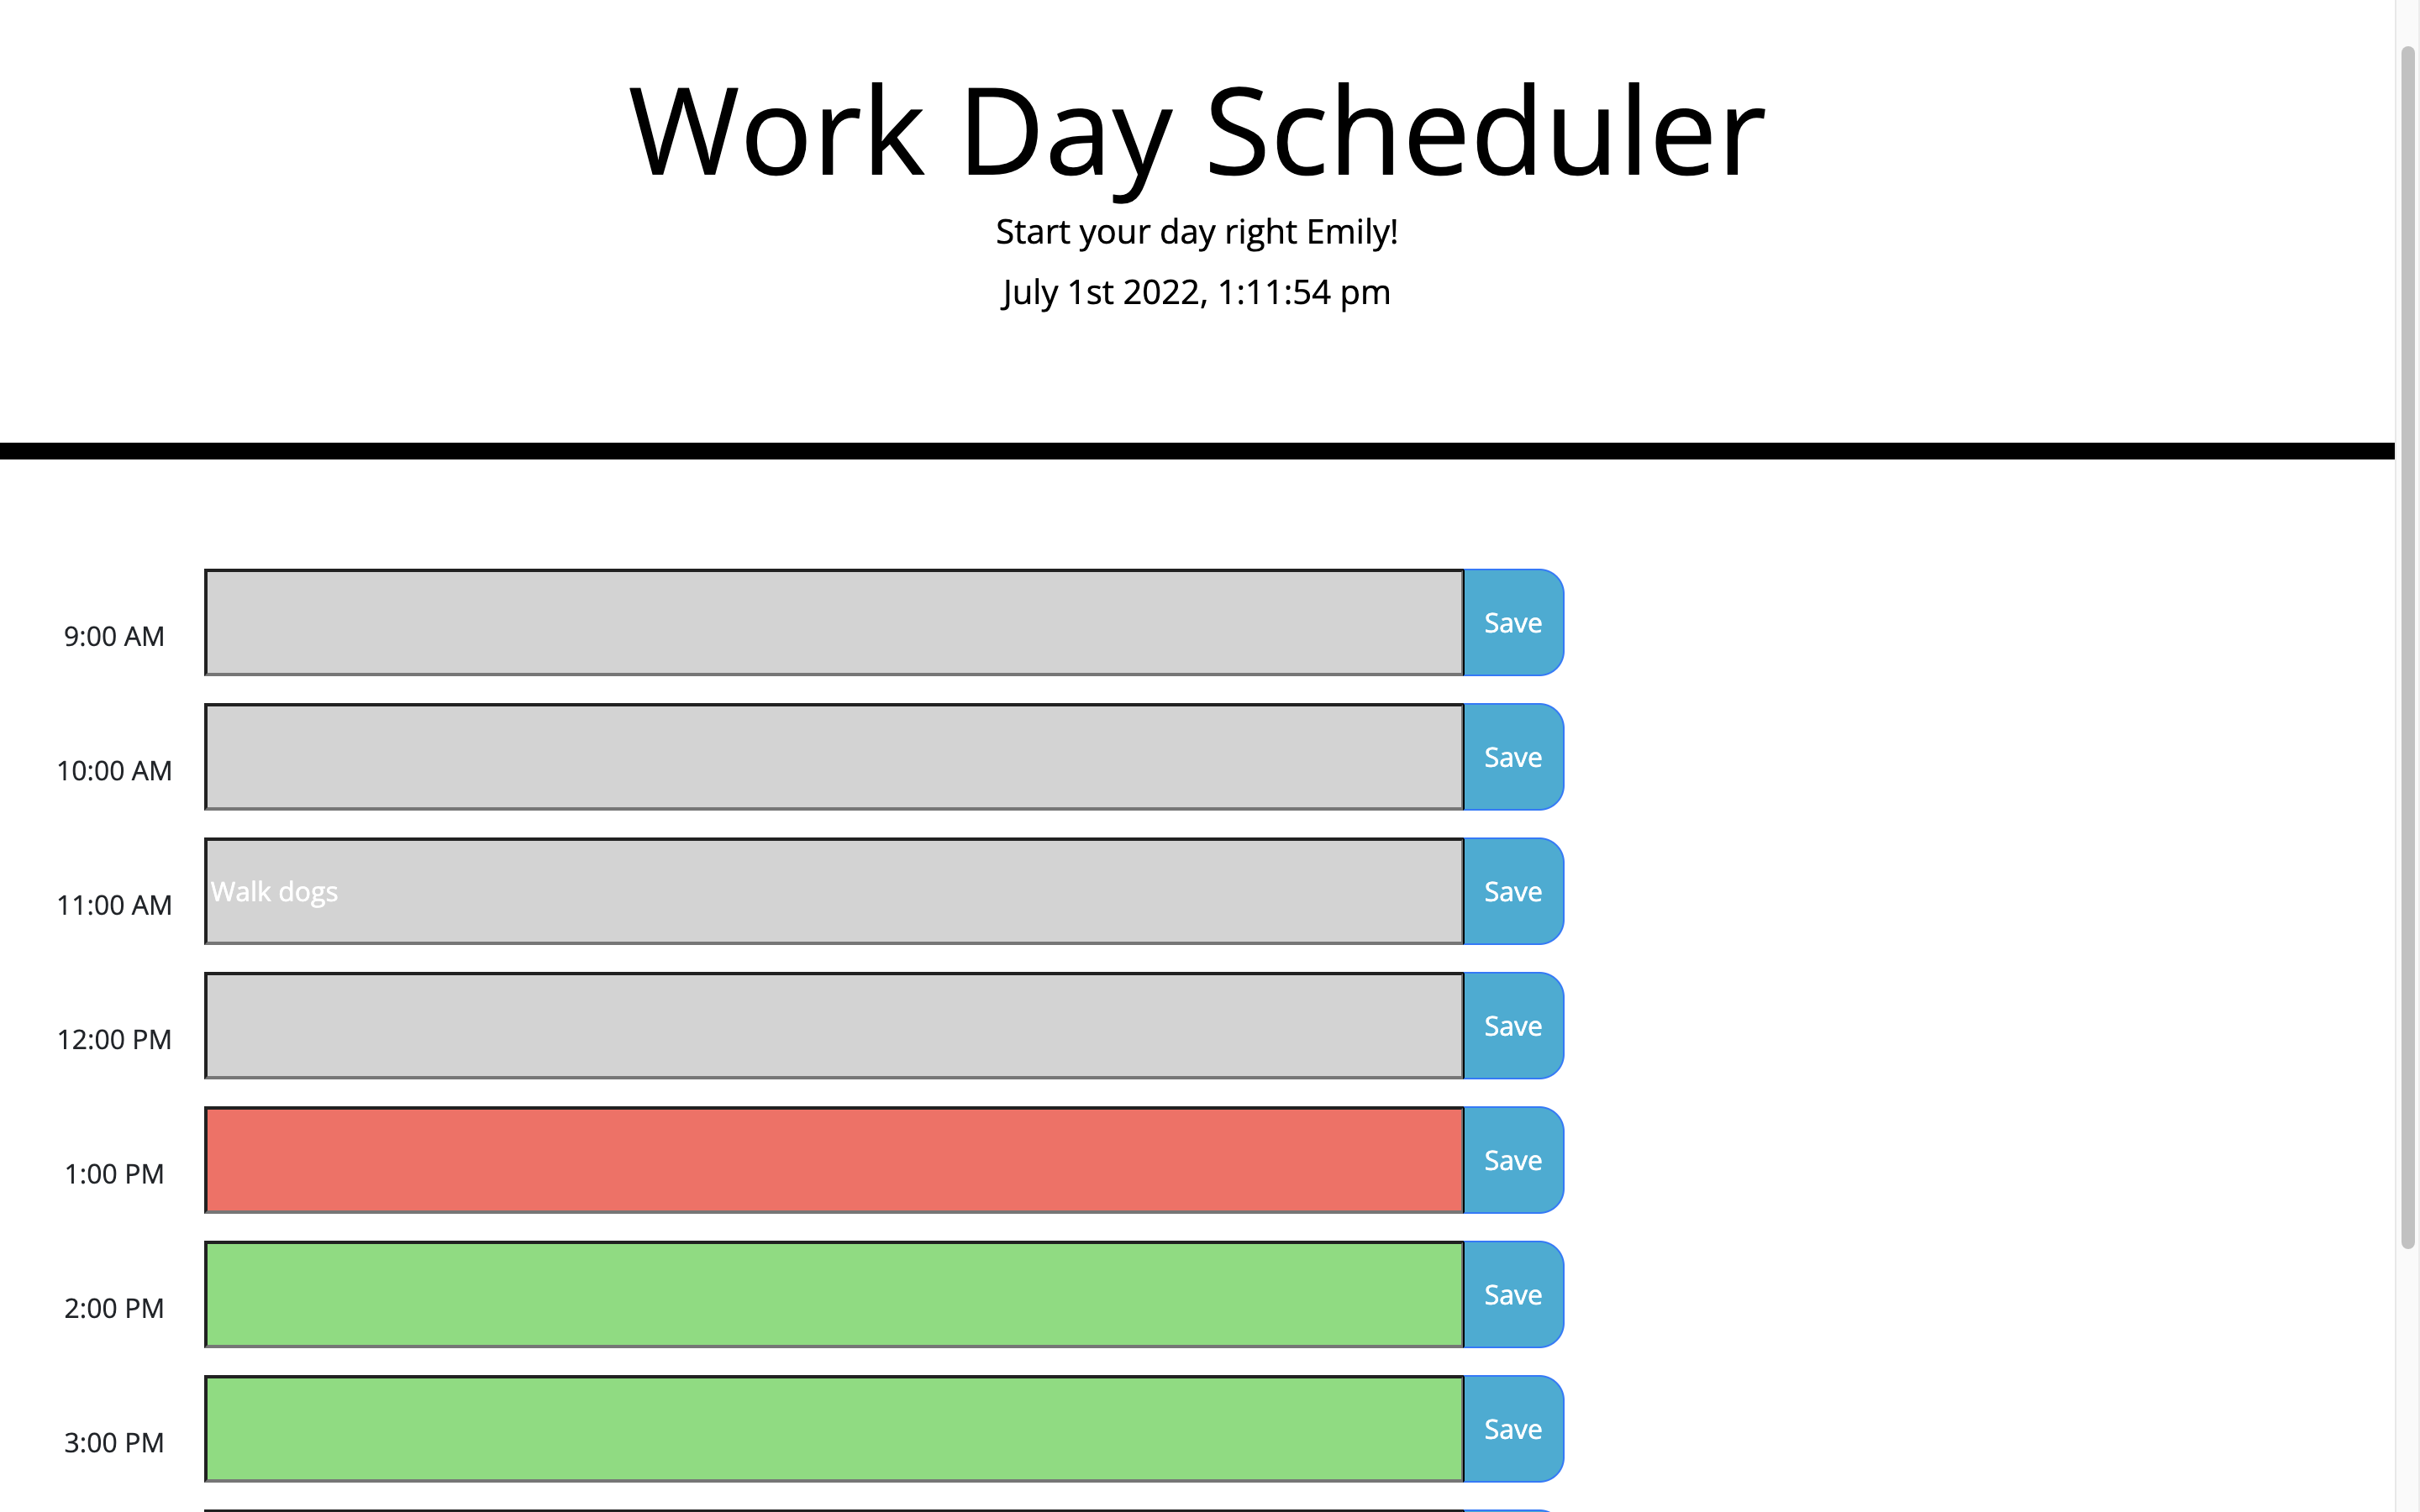 Work Day Scheduler
Start your day right Emily!
July 1st 2022, 1:11:54 pm
9:00 AM Save
10:00 AM Save
11:00 AM Walk dogs Save
12:00 PM Save
1:00 PM Save
2:00 PM Save
3:00 PM Save